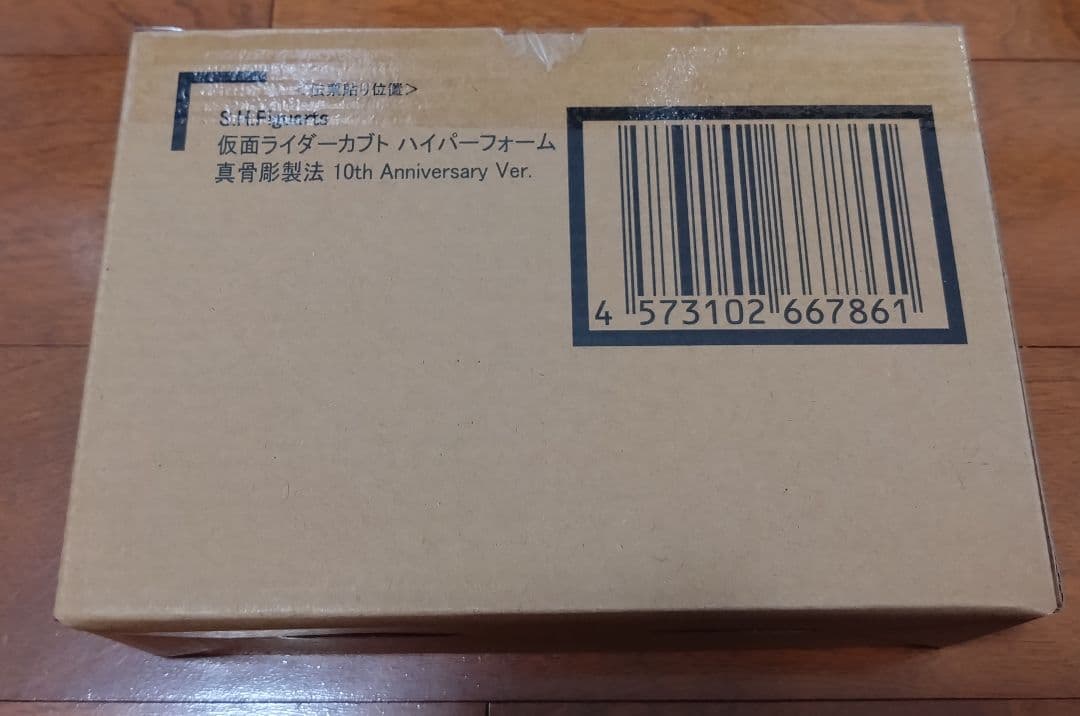 <伝票貼り位置>
S.H.Figuarts
仮面ライダーカブト ハイパーフォーム
真骨彫製法 10th Anniversary Ver.
4 573102 667861